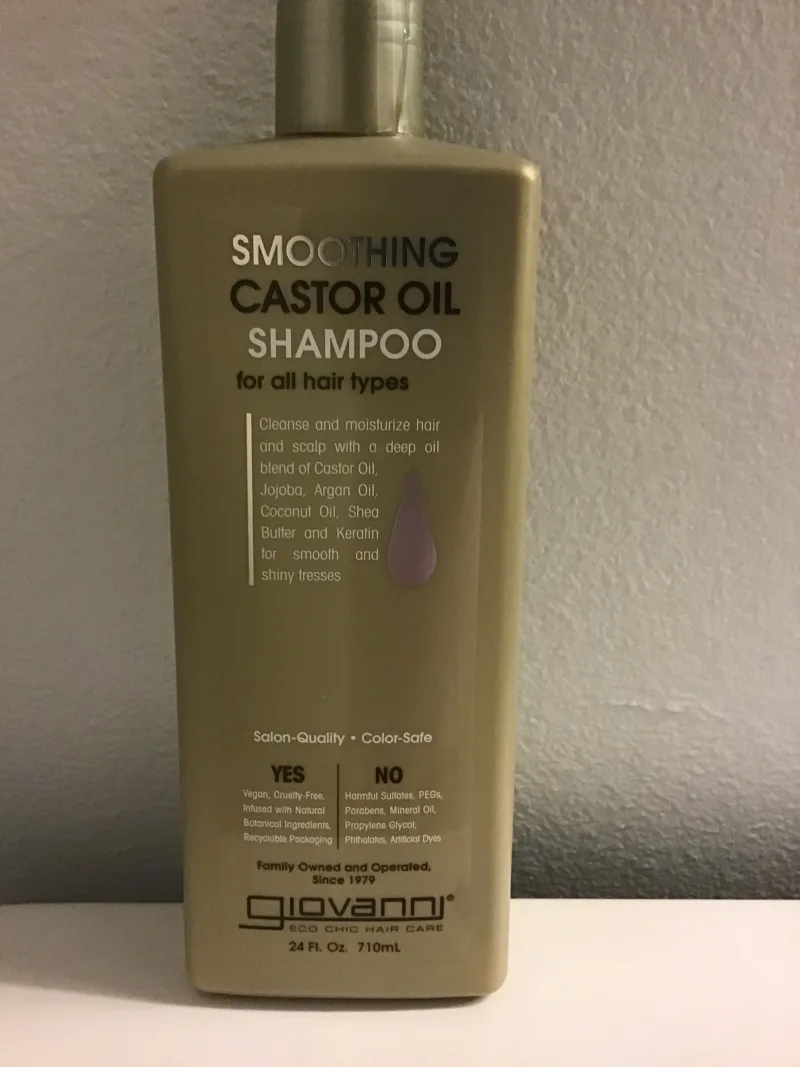 SMOOTHING
CASTOR OIL
SHAMPOO
for all hair types
Cleanse and moisturize hair
and scalp with a deep oil
blend of Castor Oil,
Jojoba, Argan Oil,
Coconut Oil, Shea
Butter and Keratin
for smooth and
shiny tresses
Salon-Quality • Color-Safe
YES
Vegan, Cruelty-Free,
Infused with Natural
Botanical Ingredients,
Recyclable Packaging
NO
Harmful Sulfates, PEGs,
Parabens, Mineral Oil,
Propylene Glycol,
Phthalates, Artificial Dyes
Family Owned and Operated,
Since 1979
giovanni®
ECO CHIC HAIR CARE
24 Fl. Oz. 710mL